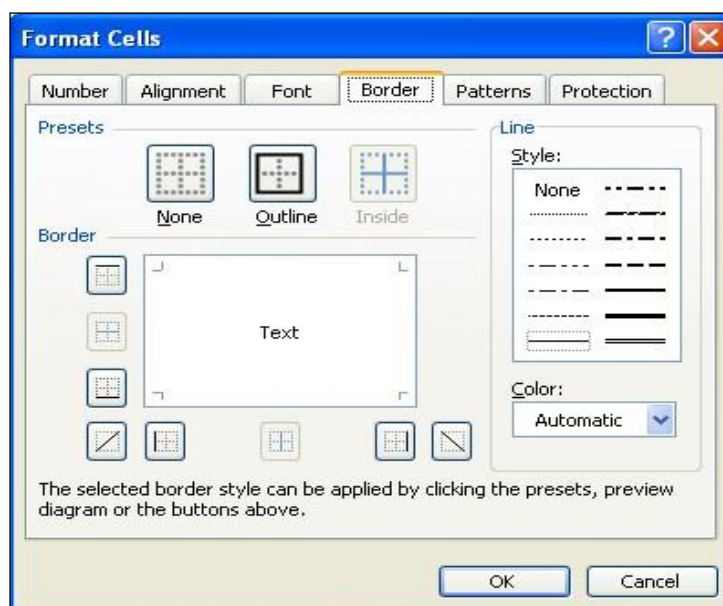 Format Cells
Number Alignment Font Border Patterns Protection
Presets
None Outline Inside
Border
Text
Line
Style:
None
Color:
Automatic
The selected border style can be applied by clicking the presets, preview
diagram or the buttons above.
OK Cancel